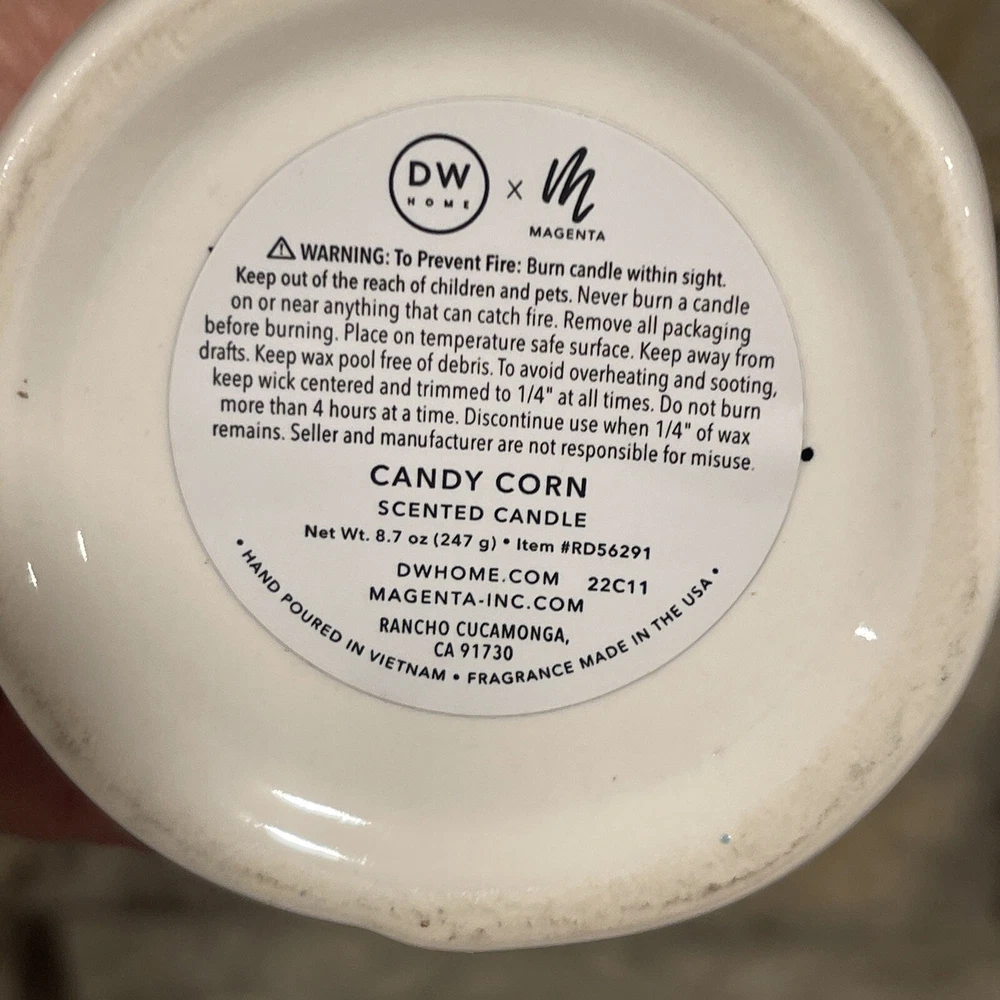 DW
HOME
x
M
MAGENTA
⚠ WARNING: To Prevent Fire: Burn candle within sight.
Keep out of the reach of children and pets. Never burn a candle
on or near anything that can catch fire. Remove all packaging
before burning. Place on temperature safe surface. Keep away from
drafts. Keep wax pool free of debris. To avoid overheating and sooting,
keep wick centered and trimmed to 1/4" at all times. Do not burn
more than 4 hours at a time. Discontinue use when 1/4" of wax
remains. Seller and manufacturer are not responsible for misuse.
CANDY CORN
SCENTED CANDLE
Net Wt. 8.7 oz (247 g) • Item #RD56291
DWHOME.COM 22C11
MAGENTA-INC.COM
RANCHO CUCAMONGA,
CA 91730
• HAND POURED IN VIETNAM • FRAGRANCE MADE IN THE USA •